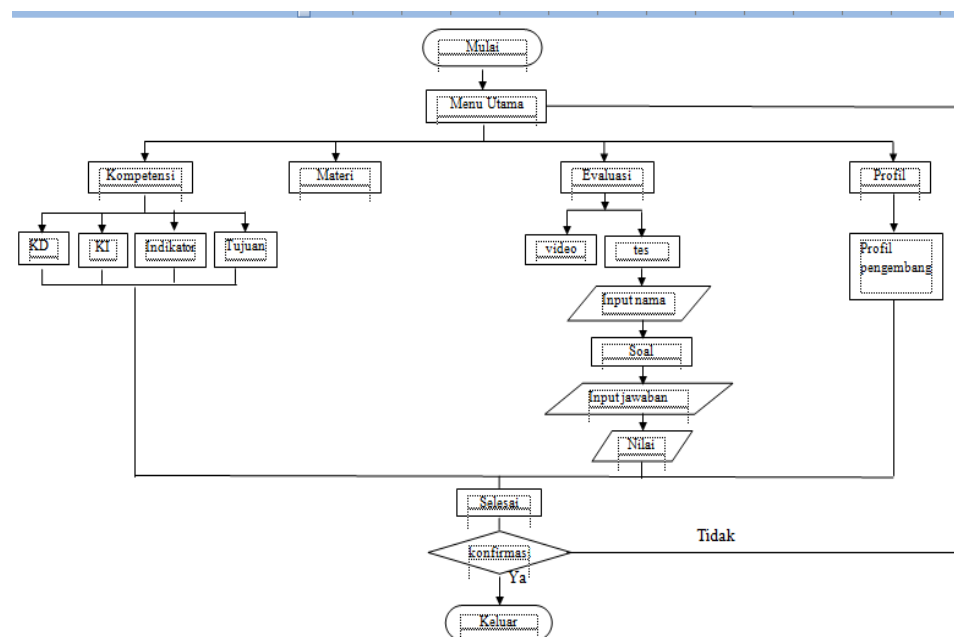 Mulai
Menu Utama
Kompetensi
Materi
Evaluasi
Profil
KD
KI
Indikator
Tujuan
video
tes
Profil
pengembang
Input nama
Soal
Input jawaban
Nilai
Selesai
konfirmas
Tidak
Ya
Keluar